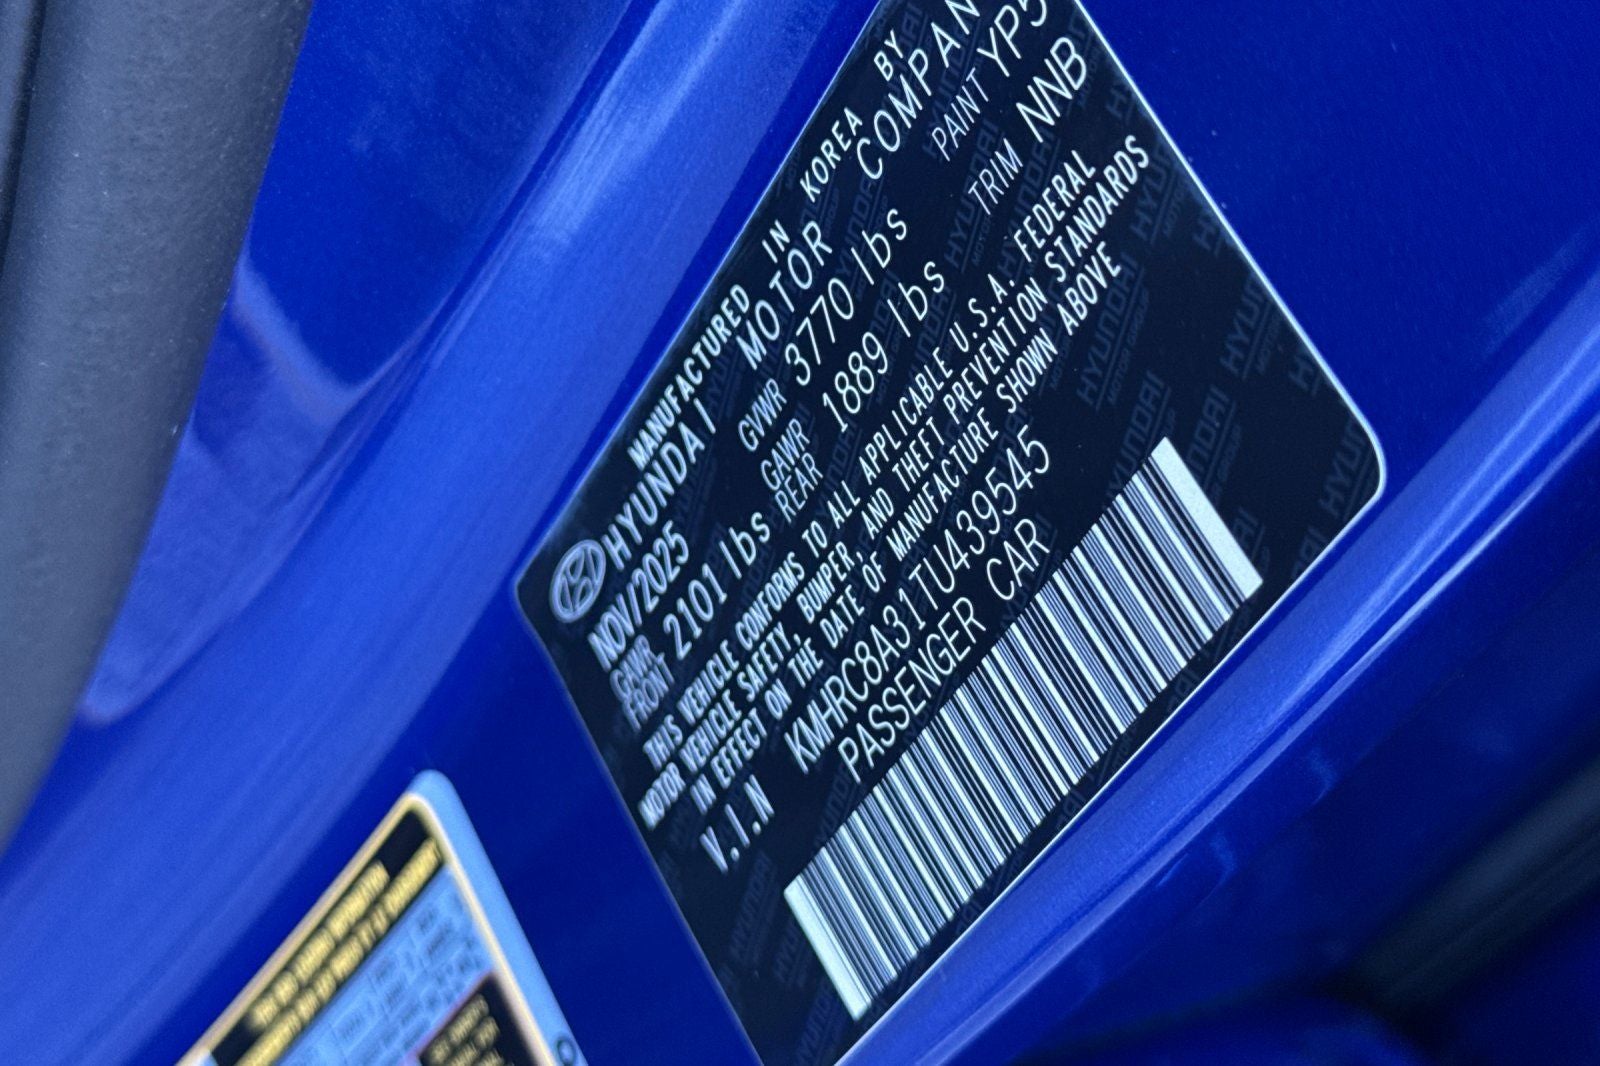 MANUFACTURED IN KOREA BY
HYUNDAI MOTOR COMPAN
NOV/2025 GVWR 3770 lbs PAINT YP5
GAWR FRONT 2101 lbs GAWR REAR 1889 lbs TRIM NNB
THIS VEHICLE CONFORMS TO ALL APPLICABLE U.S.A. FEDERAL
MOTOR VEHICLE SAFETY, BUMPER, AND THEFT PREVENTION STANDARDS
IN EFFECT ON THE DATE OF MANUFACTURE SHOWN ABOVE
V.I.N KMHRC8A31TU439545
PASSENGER CAR